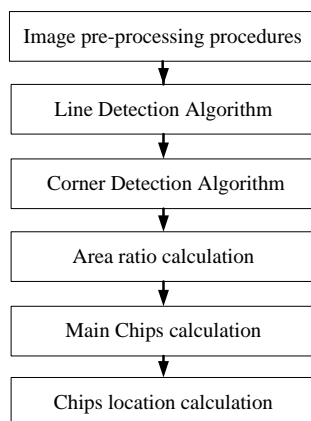 Image pre-processing procedures
Line Detection Algorithm
Corner Detection Algorithm
Area ratio calculation
Main Chips calculation
Chips location calculation